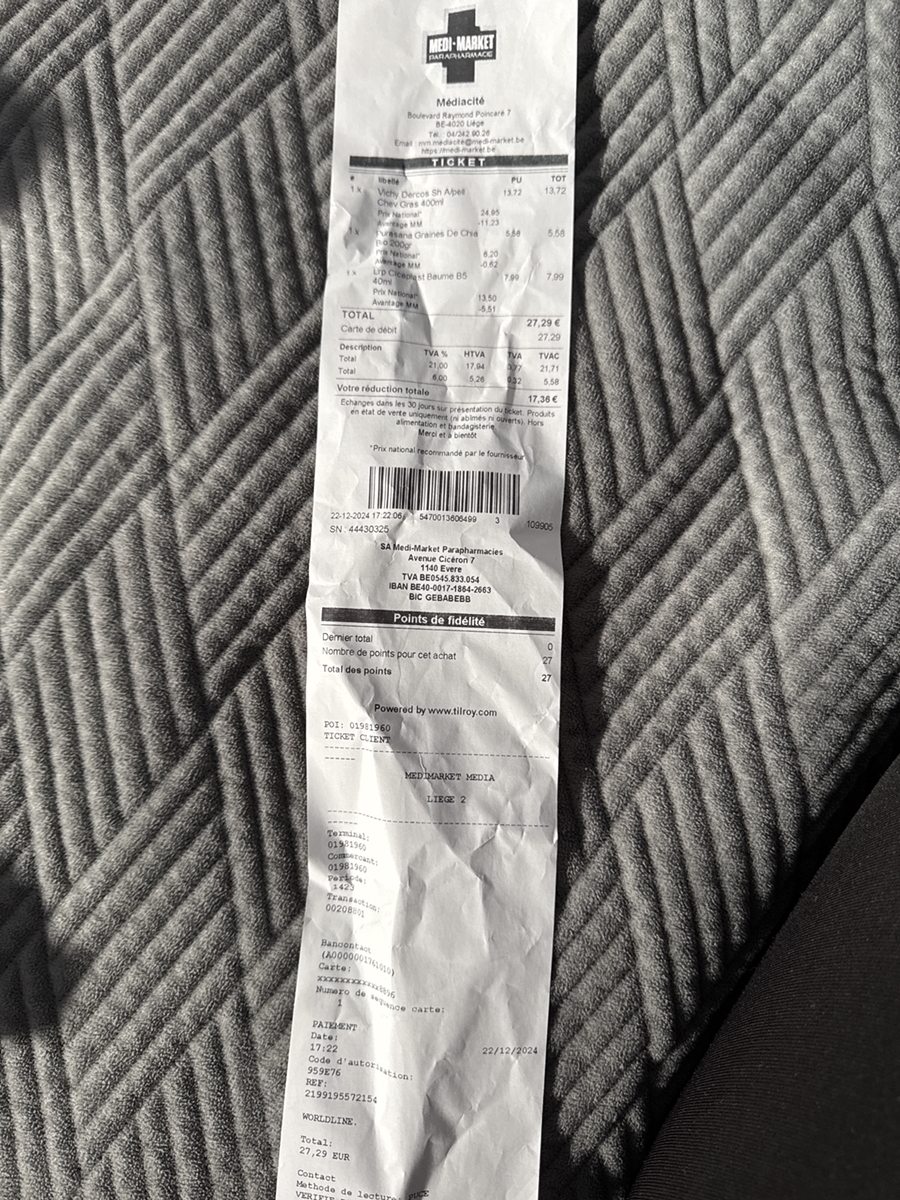 MEDI-MARKET
PARAPHARMACIE
Médiacité
Boulevard Raymond Poincaré 7
BE-4020 Liège
Tél.: 04/242 90 26
Email: mm.mediacite@medi-market.be
https://medi-market.be
TICKET
# libellé PU TOT
1 x Vichy Dercos Sh A/pell 13,72 13,72
Chev Gras 400ml
Prix National* 24,95
Avantage MM -11,23
1 x Purasana Graines De Chia 5,58 5,58
Bio 200gr
Prix National* 6,20
Avantage MM -0,62
1 x Lrp Cicaplast Baume B5 7,99 7,99
40ml
Prix National* 13,50
Avantage MM -5,51
TOTAL 27,29 €
Carte de débit 27,29
Description TVA % HTVA TVA TVAC
Total 21,00 17,94 21,71
Total 6,00 5,26 0,32 5,58
Votre réduction totale 17,36 €
Echanges dans les 30 jours sur présentation du ticket. Produits
en état de verte uniquement (ni abîmés ni ouverts). Hors
alimentation et bandagisterie
Merci et à bientôt
*Prix national recommandé par le fournisseur
22-12-2024 17:22:06 5470013606499 3 109905
SN: 44430325
SA Medi-Market Parapharmacies
Avenue Cicéron 7
1140 Evere
TVA BE0545.833.054
IBAN BE40-0017-1864-2663
BIC GEBABEBB
Points de fidélité
Dernier total 0
Nombre de points pour cet achat 27
Total des points 27
Powered by www.tilroy.com
POI: 01981960
TICKET CLIENT
MEDIMARKET MEDIA
LIEGE 2
Terminal:
01981960
Commercant:
01981960
Periode:
1423
Transaction:
00208801
Bancontact
(A0000001761010)
Carte:
xxxxxxxxxxxxx8896
Numero de sequence carte:
1
PAIEMENT
Date: 22/12/2024
17:22
Code d'autorisation:
959E76
REF:
2199195572154
WORLDLINE.
Total:
27,29 EUR
Contact
Methode de lecture: PUCE